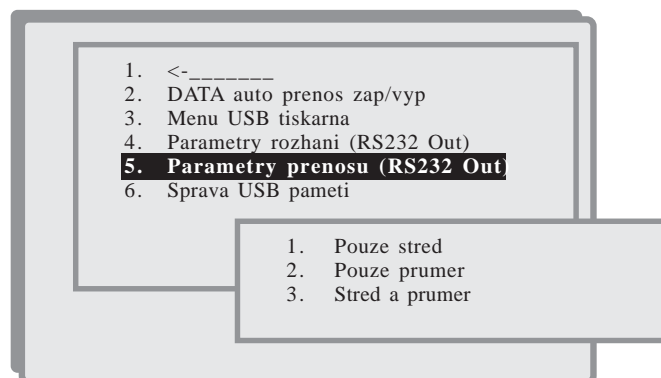 1. <-_______
2. DATA auto prenos zap/vyp
3. Menu USB tiskarna
4. Parametry rozhani (RS232 Out)
5. Parametry prenosu (RS232 Out)
6. Sprava USB pameti
1. Pouze stred
2. Pouze prumer
3. Stred a prumer